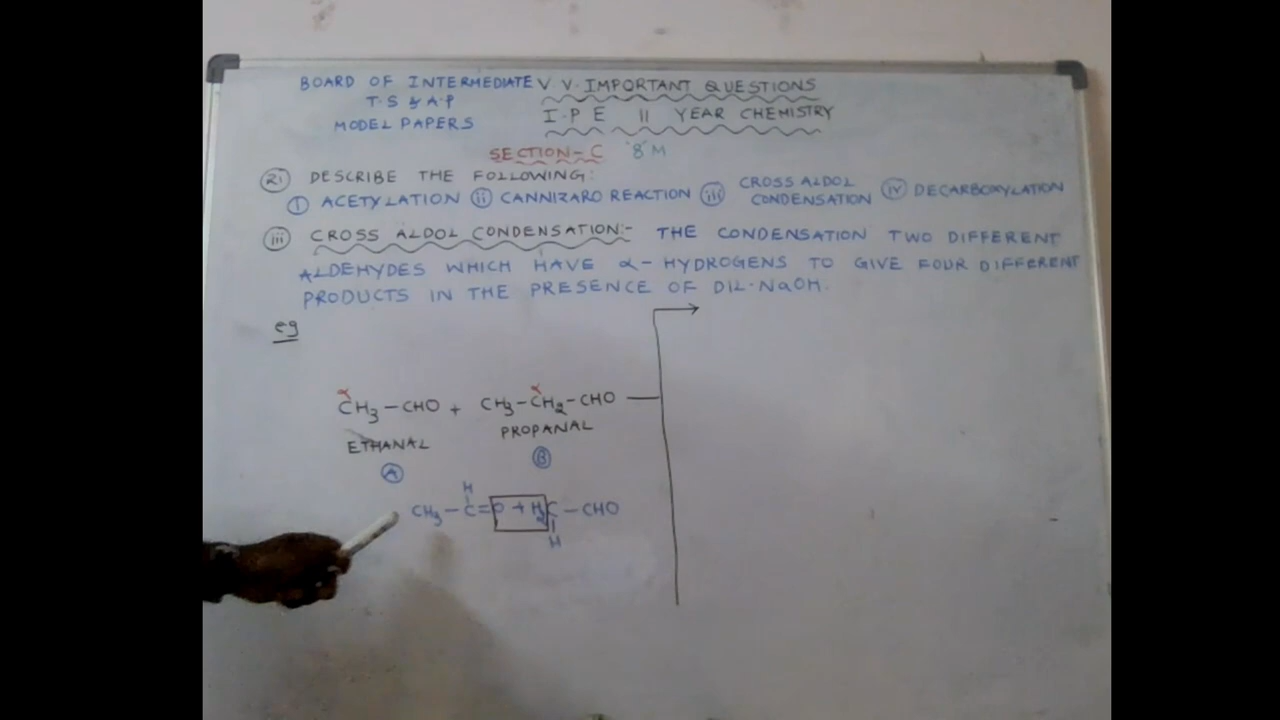 BOARD OF INTERMEDIATE V V. IMPORTANT QUESTIONS
T.S & A.P
I.P.E II YEAR CHEMISTRY
MODEL PAPERS
SECTION-C "8"M
21) DESCRIBE THE FOLLOWING:
i ACETYLATION ii CANNIZARO REACTION iii CROSS ALDOL CONDENSATION iv DECARBOXYLATION
iii CROSS ALDOL CONDENSATION:- THE CONDENSATION TWO DIFFERENT
ALDEHYDES WHICH HAVE α-HYDROGENS TO GIVE FOUR DIFFERENT
PRODUCTS IN THE PRESENCE OF DIL.NaOH.
eg
α α
CH3-CHO + CH3-CH2-CHO
ETHANAL PROPANAL
A B
H
CH3-C=O + H2C-CHO
H